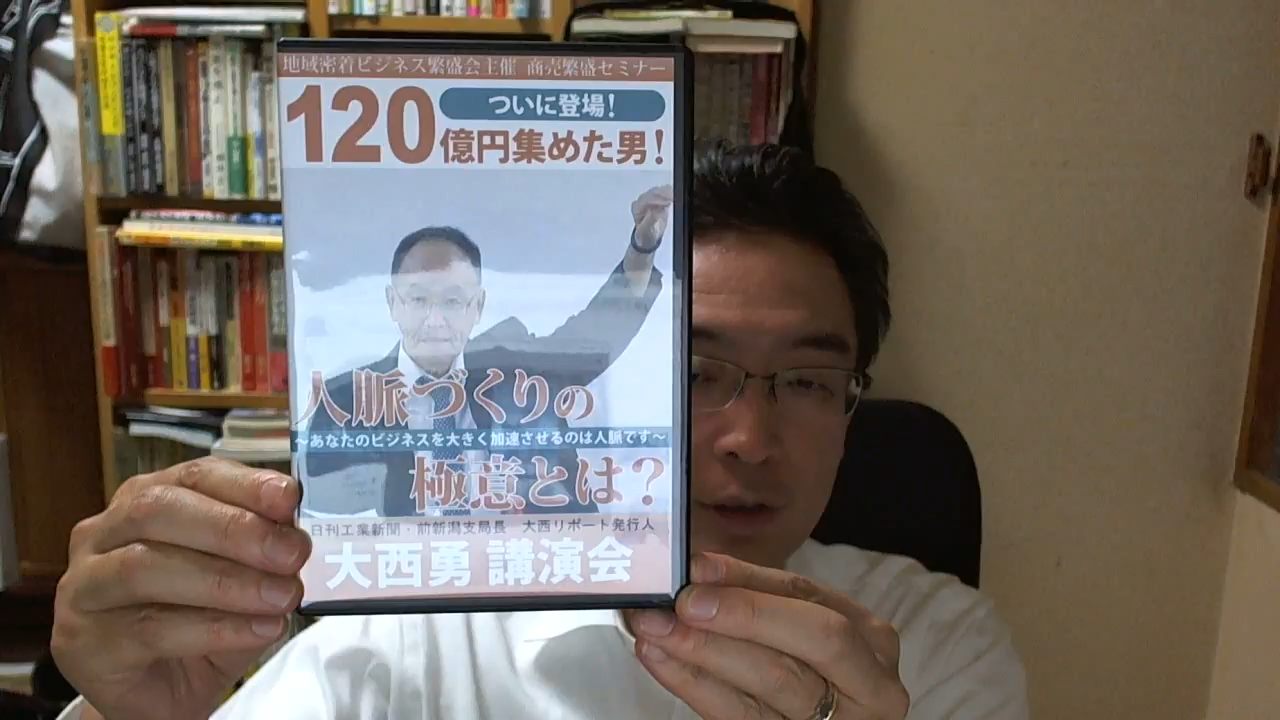 地域密着ビジネス繁盛会主催 商売繁盛セミナー
ついに登場!
120億円集めた男!
人脈づくりの
〜あなたのビジネスを大きく加速させるのは人脈です〜
極意とは?
日刊工業新聞・前新潟支局長 大西リポート発行人
大西勇 講演会